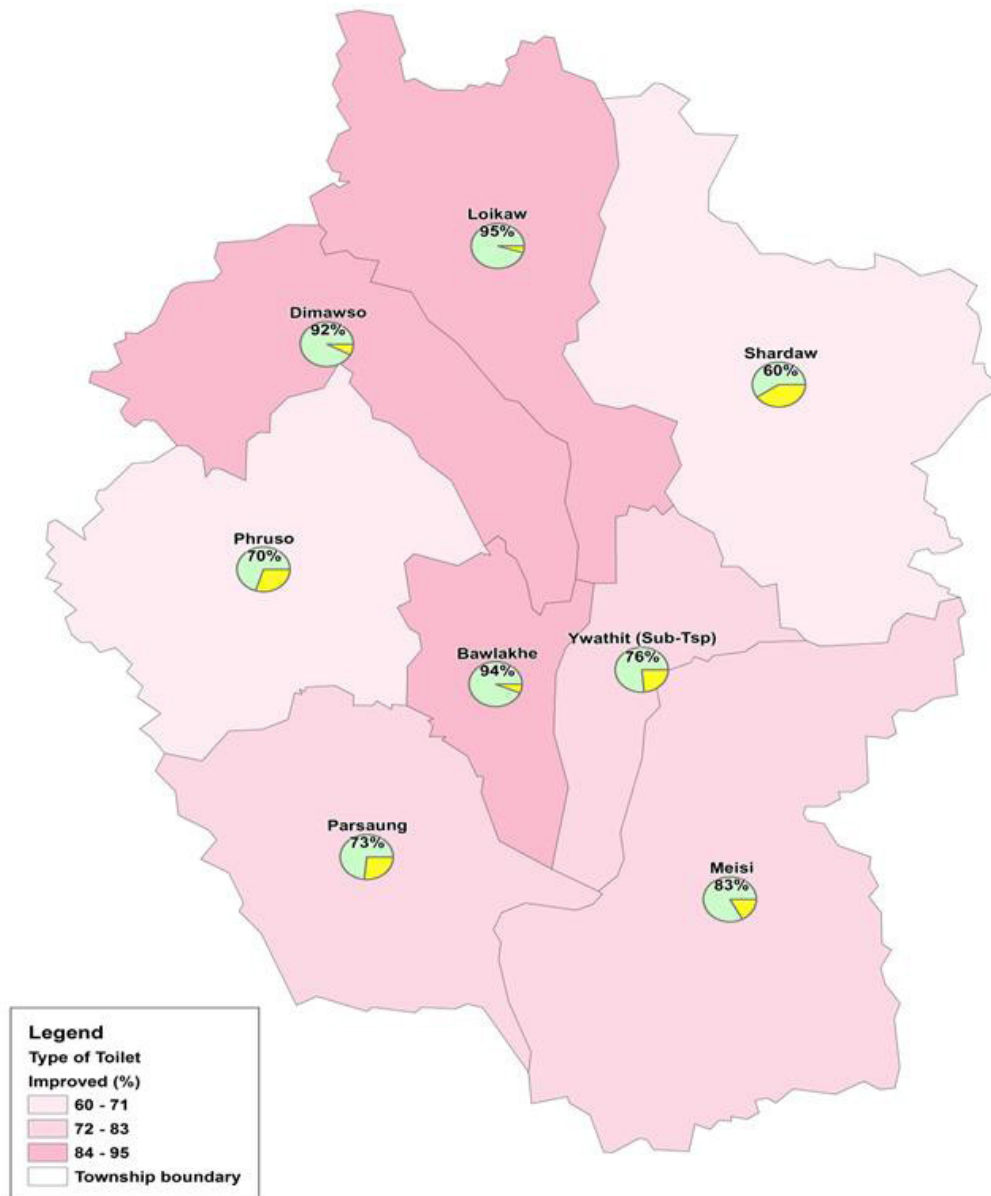 Loikaw
95%
Dimawso
92%
Shardaw
60%
Phruso
70%
Ywathit (Sub-Tsp)
76%
Bawlakhe
94%
Parsaung
73%
Meisi
83%
Legend
Type of Toilet
Improved (%)
60 - 71
72 - 83
84 - 95
Township boundary